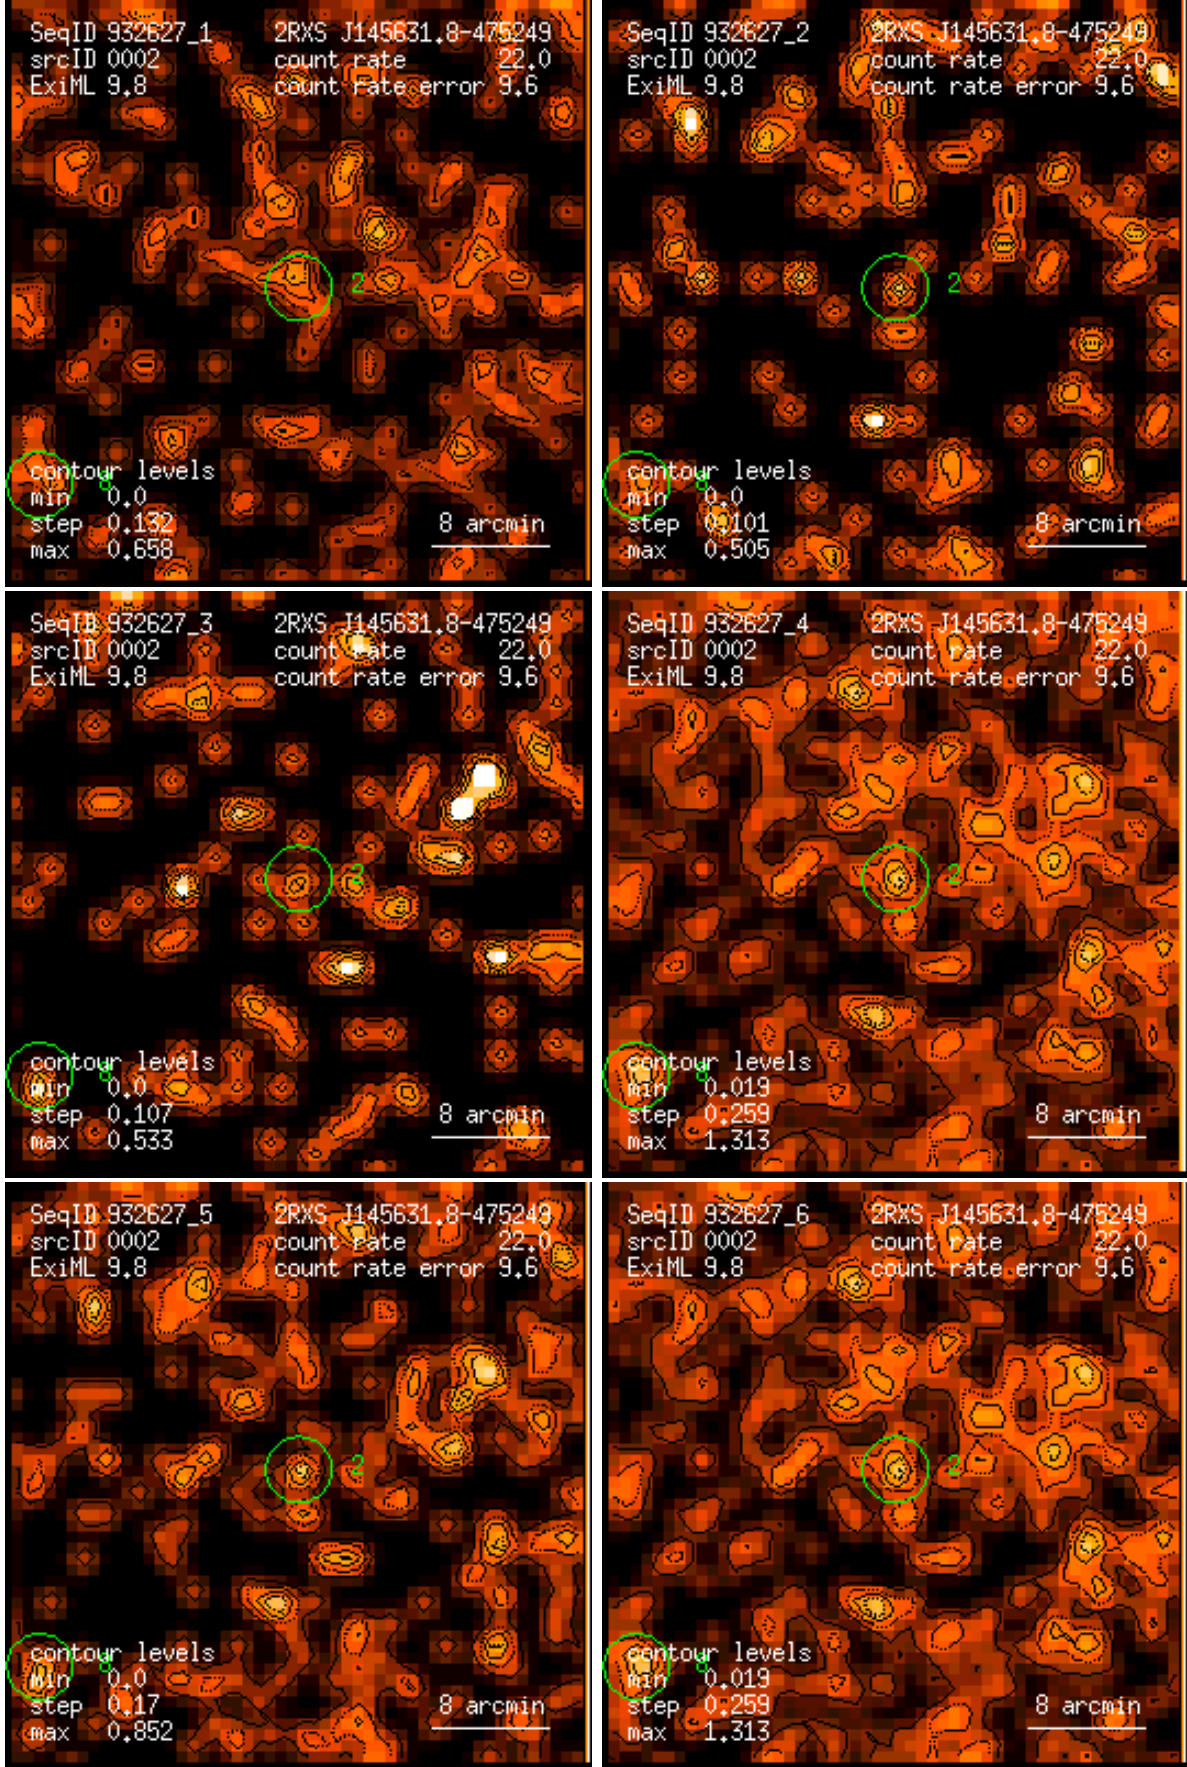 SeqID 932627_1 2RXS J145631.8-475249
srcID 0002 count rate 22.0
ExiML 9.8 count rate error 9.6
2
8
contour levels
min 0.0
step 0.132
max 0.658
8 arcmin
SeqID 932627_2 2RXS J145631.8-475249
srcID 0002 count rate 22.0
ExiML 9.8 count rate error 9.6
2
8
contour levels
min 0.0
step 0.101
max 0.505
8 arcmin
SeqID 932627_3 2RXS J145631.8-475249
srcID 0002 count rate 22.0
ExiML 9.8 count rate error 9.6
2
8
contour levels
min 0.0
step 0.107
max 0.533
8 arcmin
SeqID 932627_4 2RXS J145631.8-475249
srcID 0002 count rate 22.0
ExiML 9.8 count rate error 9.6
2
8
contour levels
min 0.019
step 0.259
max 1.313
8 arcmin
SeqID 932627_5 2RXS J145631.8-475249
srcID 0002 count rate 22.0
ExiML 9.8 count rate error 9.6
2
8
contour levels
min 0.0
step 0.17
max 0.852
8 arcmin
SeqID 932627_6 2RXS J145631.8-475249
srcID 0002 count rate 22.0
ExiML 9.8 count rate error 9.6
2
8
contour levels
min 0.019
step 0.259
max 1.313
8 arcmin